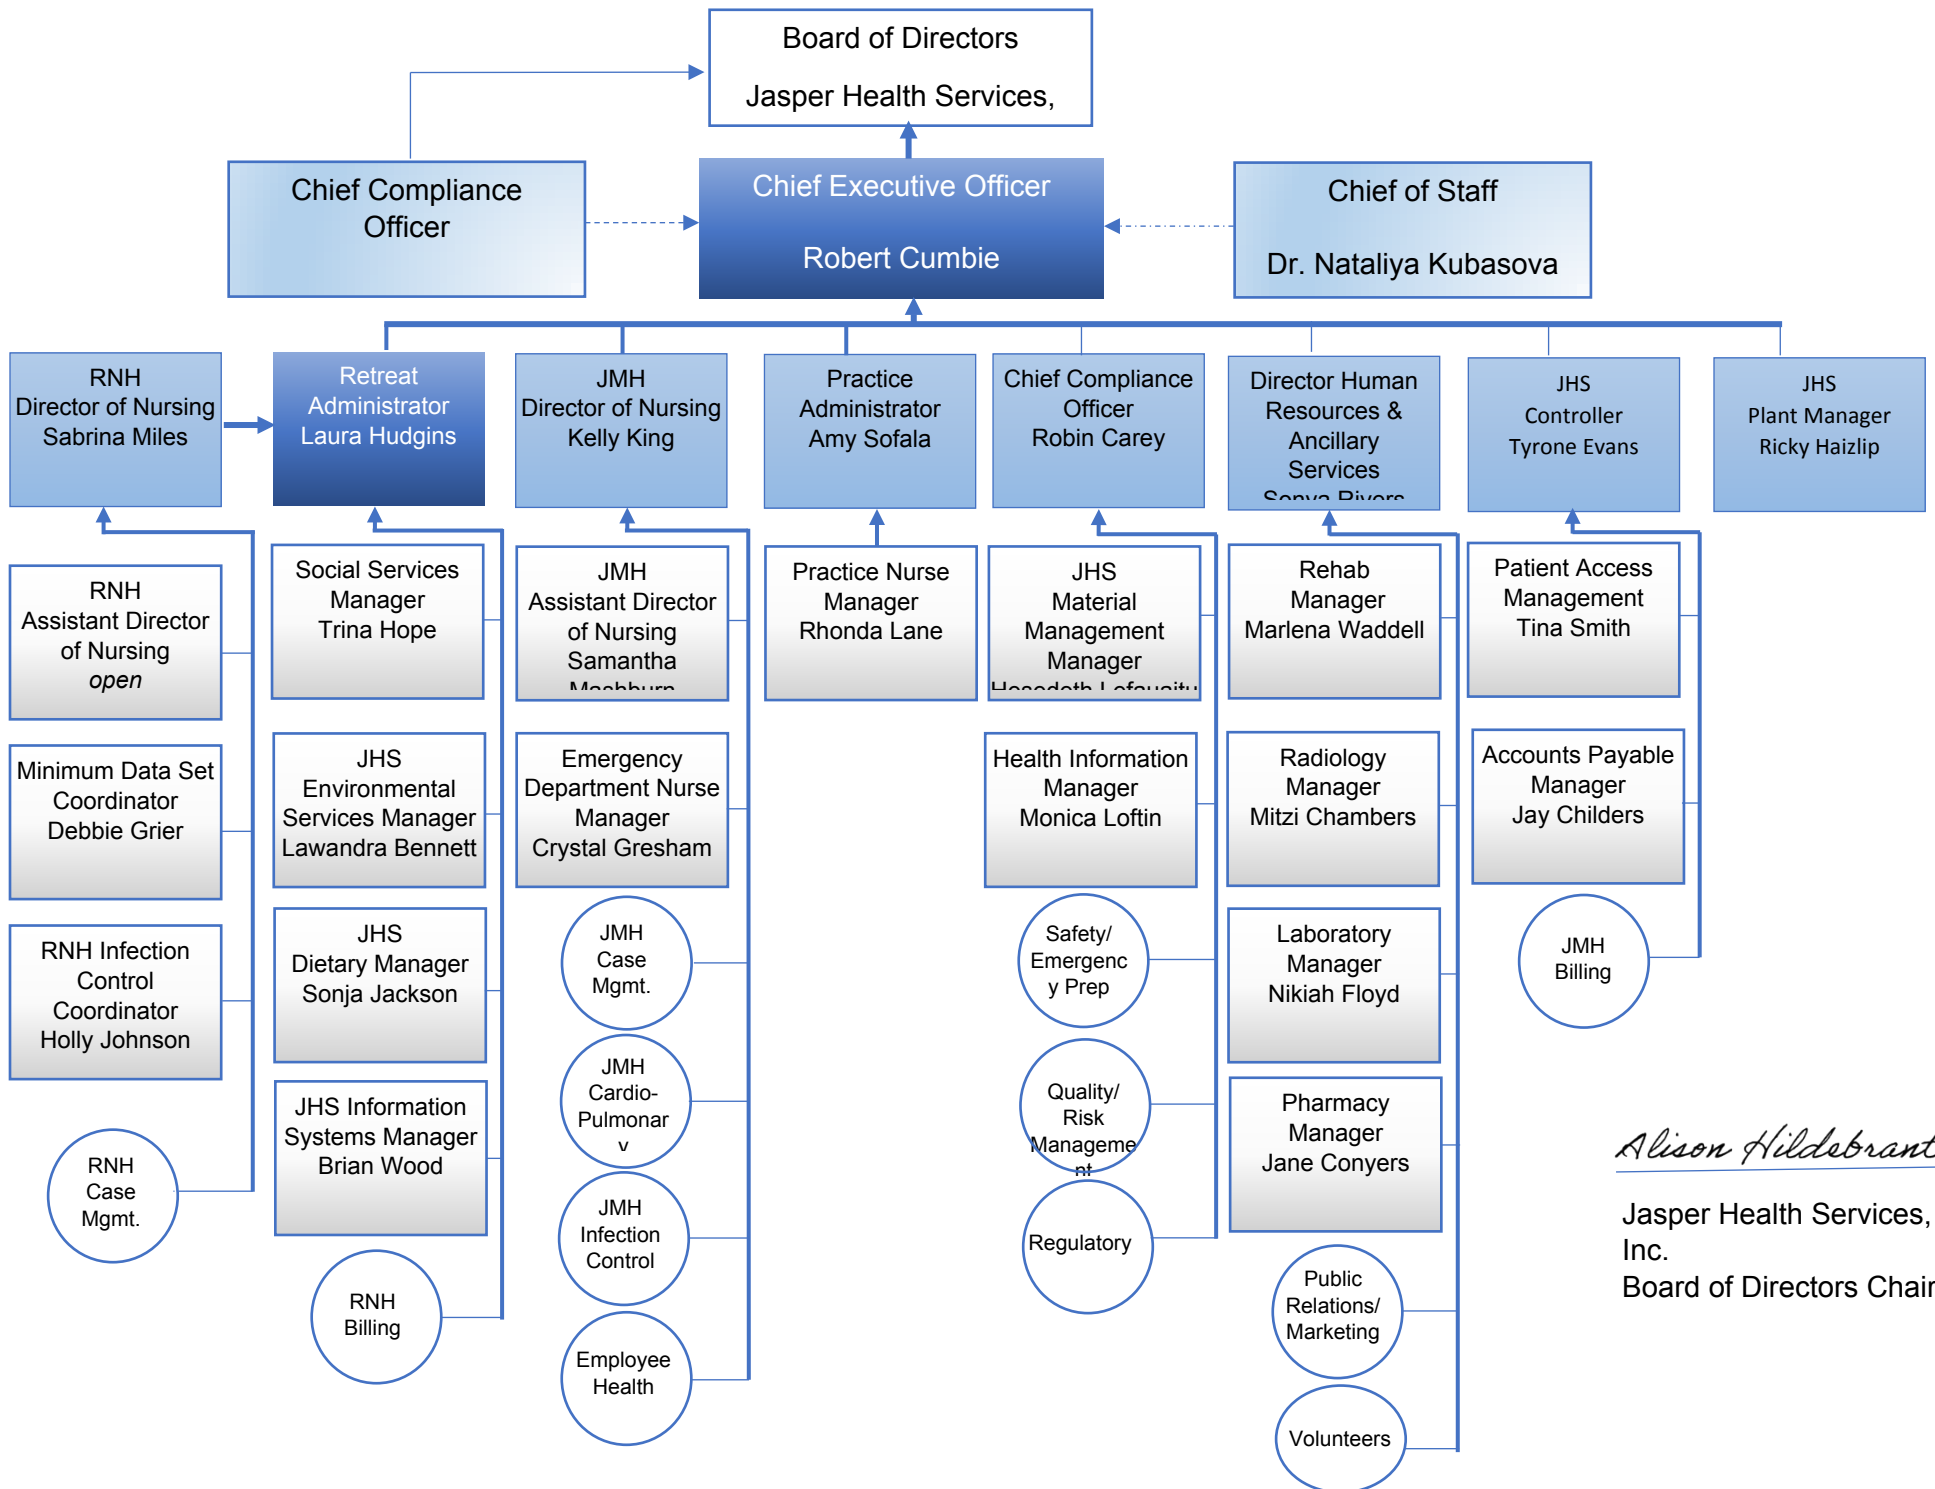 Board of Directors
Jasper Health Services,
Chief Compliance
Officer
Chief Executive Officer
Robert Cumbie
Chief of Staff
Dr. Nataliya Kubasova
RNH
Director of Nursing
Sabrina Miles
Retreat
Administrator
Laura Hudgins
JMH
Director of Nursing
Kelly King
Practice
Administrator
Amy Sofala
Chief Compliance
Officer
Robin Carey
Director Human
Resources &
Ancillary
Services
Sonya Rivers
JHS
Controller
Tyrone Evans
JHS
Plant Manager
Ricky Haizlip
RNH
Assistant Director
of Nursing
open
Minimum Data Set
Coordinator
Debbie Grier
RNH Infection
Control
Coordinator
Holly Johnson
RNH
Case
Mgmt.
Social Services
Manager
Trina Hope
JHS
Environmental
Services Manager
Lawandra Bennett
JHS
Dietary Manager
Sonja Jackson
JHS Information
Systems Manager
Brian Wood
RNH
Billing
JMH
Assistant Director
of Nursing
Samantha
Mashburn
Emergency
Department Nurse
Manager
Crystal Gresham
JMH
Case
Mgmt.
JMH
Cardio-
Pulmonar
y
JMH
Infection
Control
Employee
Health
Practice Nurse
Manager
Rhonda Lane
JHS
Material
Management
Manager
Health Information
Manager
Monica Loftin
Safety/
Emergenc
y Prep
Quality/
Risk
Manageme
nt
Regulatory
Rehab
Manager
Marlena Waddell
Radiology
Manager
Mitzi Chambers
Laboratory
Manager
Nikiah Floyd
Pharmacy
Manager
Jane Conyers
Public
Relations/
Marketing
Volunteers
Patient Access
Management
Tina Smith
Accounts Payable
Manager
Jay Childers
JMH
Billing
Alison Hildebrant
Jasper Health Services,
Inc.
Board of Directors Chair